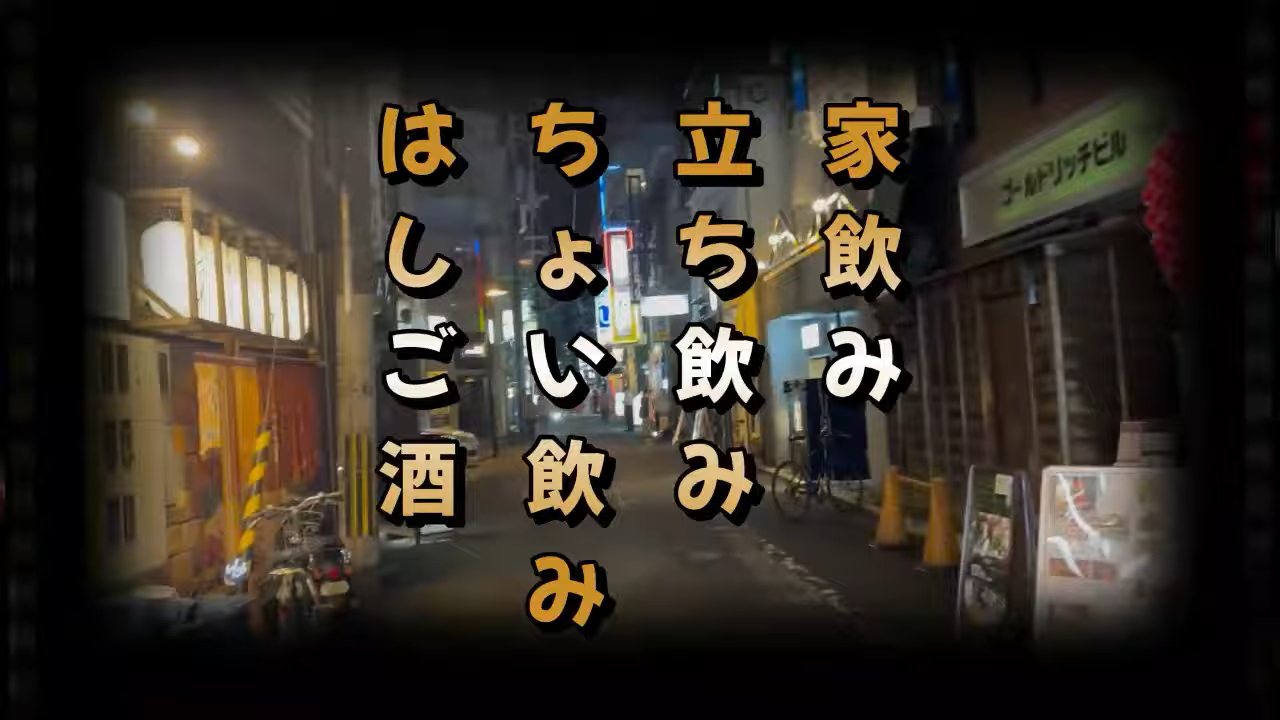 家飲み
立ち飲み
ちょい飲み
はしご酒
ゴールドリッチビル